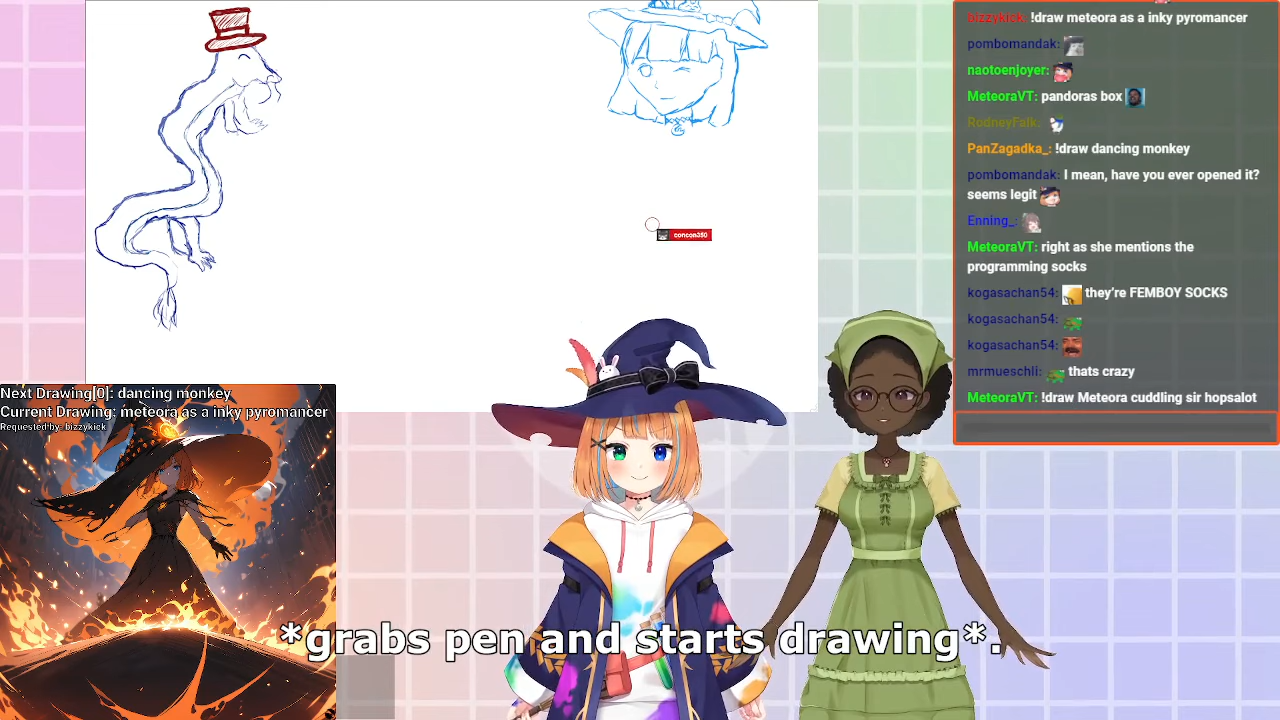 bizzykick: !draw meteora as a inky pyromancer
pombomandak:
naotoenjoyer:
MeteoraVT: pandoras box
RodneyFalk:
PanZagadka_: !draw dancing monkey
pombomandak: I mean, have you ever opened it?
seems legit
Enning_:
MeteoraVT: right as she mentions the
programming socks
kogasachan54: they're FEMBOY SOCKS
kogasachan54:
kogasachan54:
mrmueschli: thats crazy
MeteoraVT: !draw Meteora cuddling sir hopsalot
concon350
Next Drawing[0]: dancing monkey
Current Drawing: meteora as a inky pyromancer
Requested by: bizzykick
*grabs pen and starts drawing*.